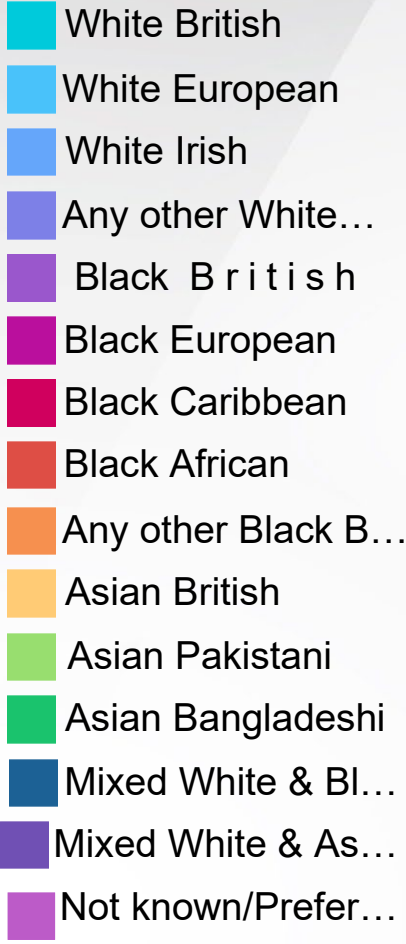 White British
White European
White Irish
Any other White…
Black British
Black European
Black Caribbean
Black African
Any other Black B…
Asian British
Asian Pakistani
Asian Bangladeshi
Mixed White & Bl…
Mixed White & As…
Not known/Prefer…